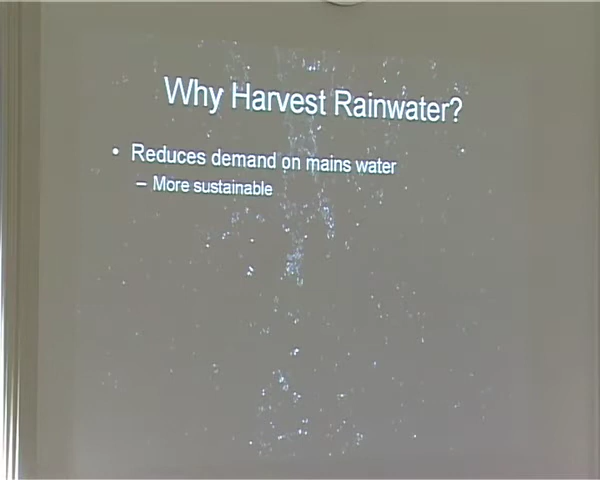 Why Harvest Rainwater?
• Reduces demand on mains water
– More sustainable